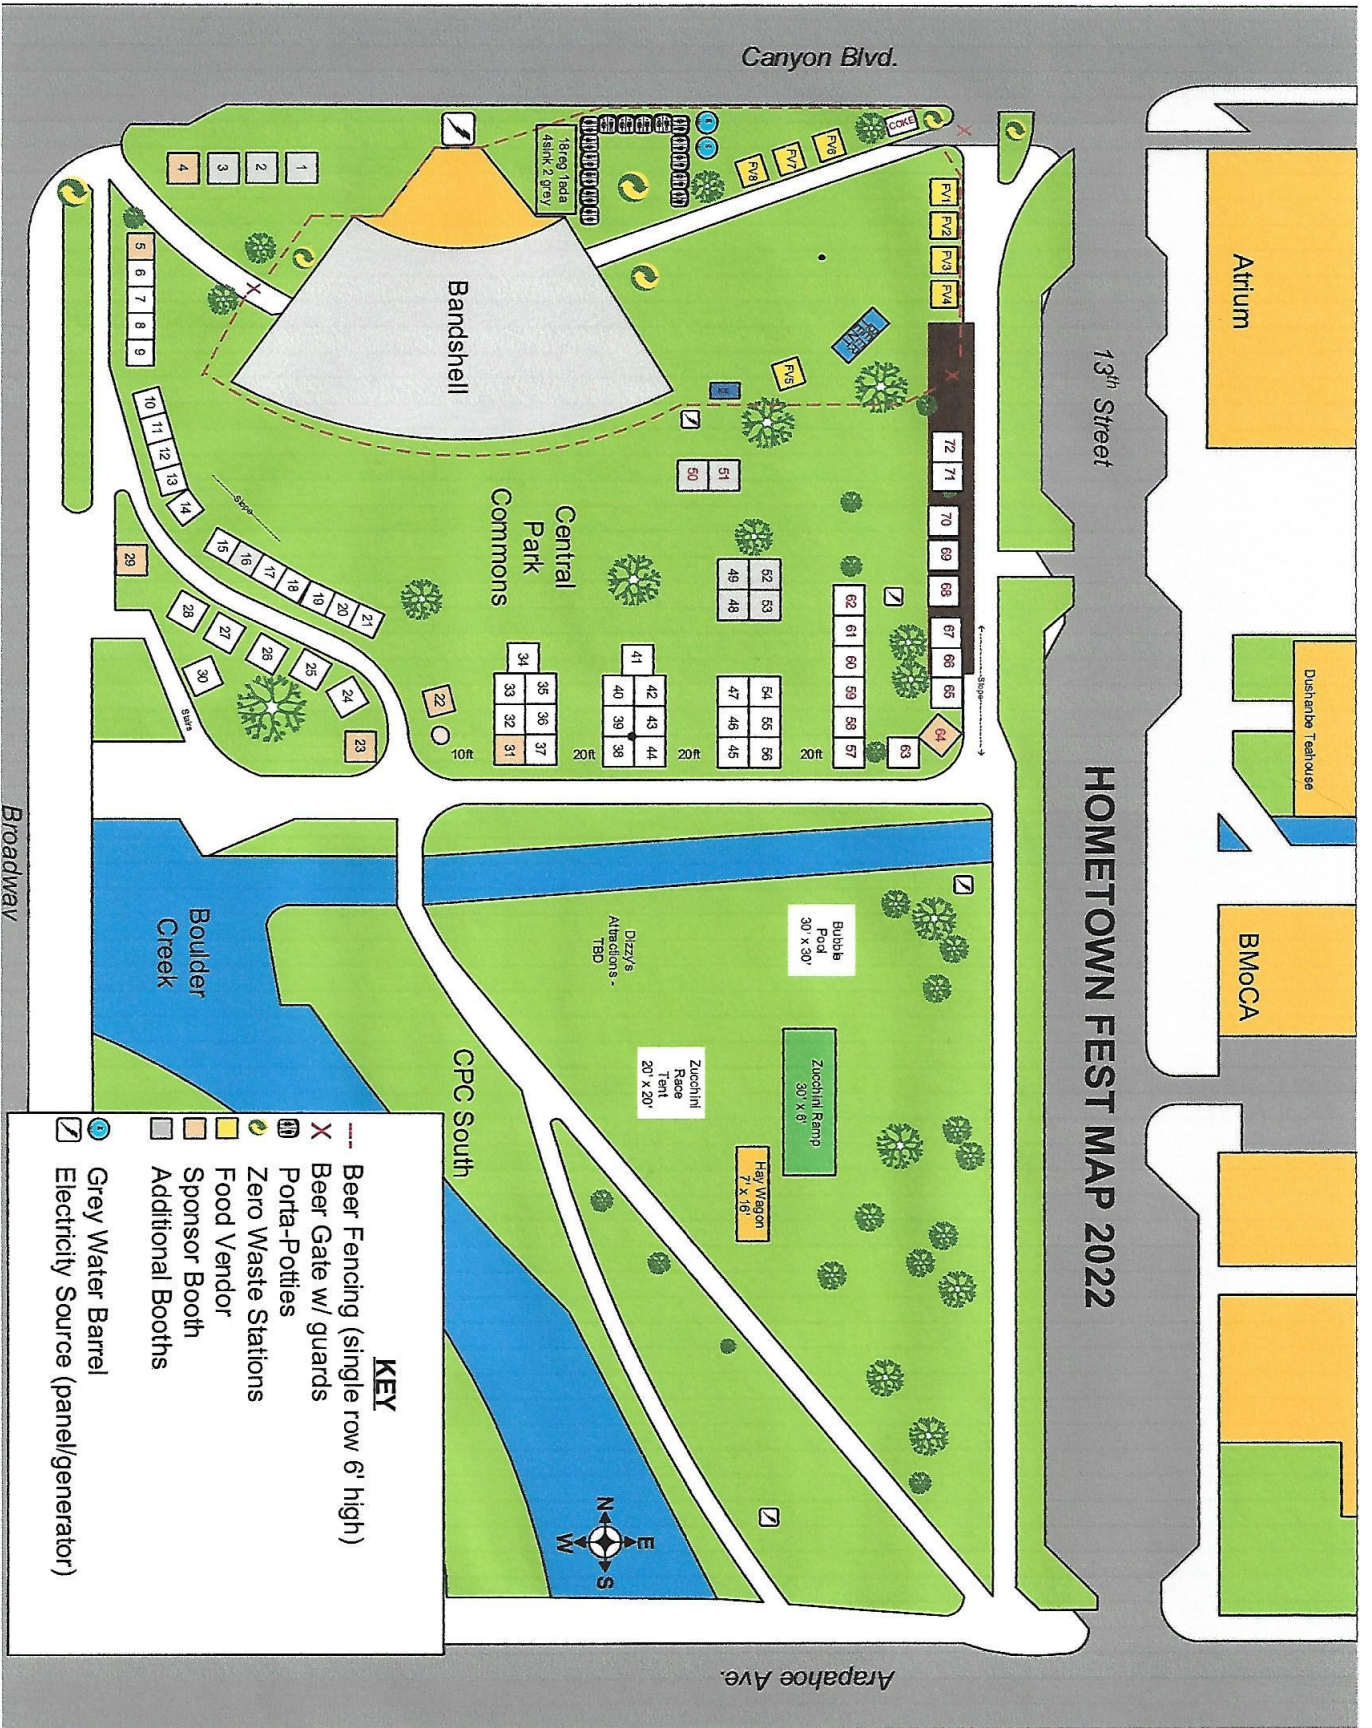 HOMETOWN FEST MAP 2022
Canyon Blvd.
13th Street
Arapahoe Ave.
Broadway
Atrium
Dushanbe Teahouse
BMoCA
COKE
FV1
FV2
FV3
FV4
FV5
FV6
FV7
FV8
18reg 1ada
4sink 2 grey
BEER
TENT
Bandshell
Central
Park
Commons
1
2
3
4
5
6
7
8
9
10
11
12
13
14
Slope
15
16
17
18
19
20
21
22
23
24
25
26
27
28
29
30
Stairs
31
32
33
34
35
36
37
38
39
40
41
42
43
44
45
46
47
48
49
50
51
52
53
54
55
56
57
58
59
60
61
62
63
64
65
66
67
68
69
70
71
72
Slope
10ft
20ft
20ft
20ft
Boulder
Creek
CPC South
Dizzy's
Attractions -
TBD
Bubble
Pool
30' x 30'
Zucchini Ramp
30' x 6'
Zucchini
Race
Tent
20' x 20'
Hay Wagon
7' x 16'
N
E
S
W
KEY
Beer Fencing (single row 6' high)
Beer Gate w/ guards
Porta-Potties
Zero Waste Stations
Food Vendor
Sponsor Booth
Additional Booths
Grey Water Barrel
Electricity Source (panel/generator)